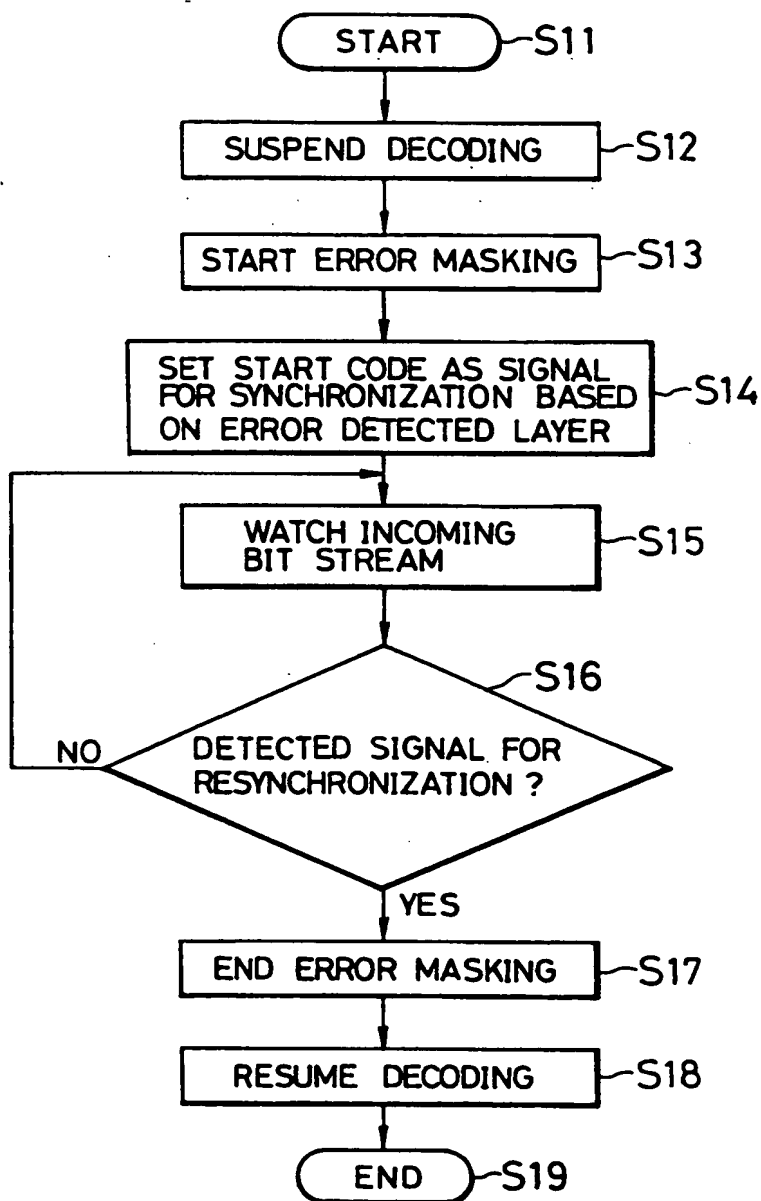 START S11
SUSPEND DECODING S12
START ERROR MASKING S13
SET START CODE AS SIGNAL
FOR SYNCHRONIZATION BASED S14
ON ERROR DETECTED LAYER
WATCH INCOMING
BIT STREAM S15
S16
NO DETECTED SIGNAL FOR
RESYNCHRONIZATION ?
YES
END ERROR MASKING S17
RESUME DECODING S18
END S19